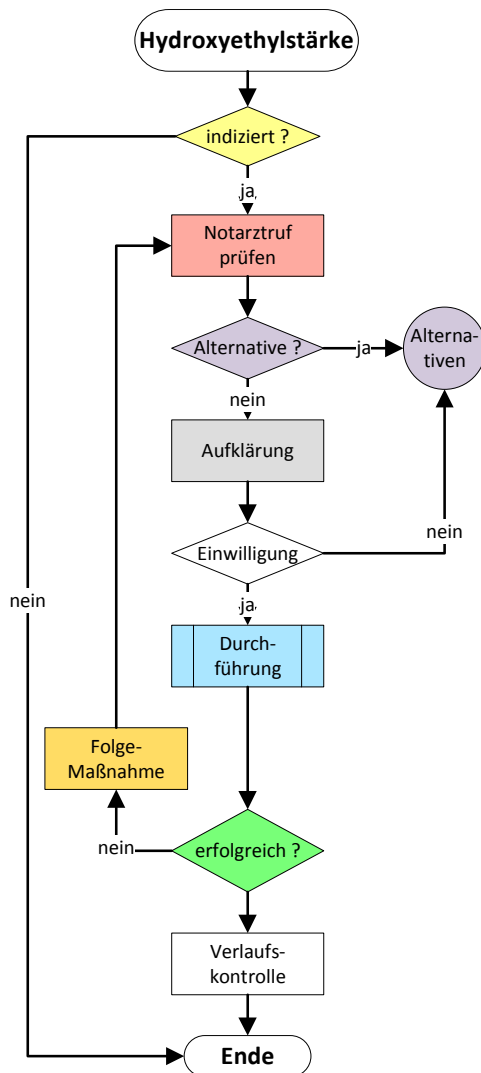 Hydroxyethylstärke
indiziert ?
ja
Notarztruf
prüfen
Alternative ?
ja
Alterna-
tiven
nein
Aufklärung
Einwilligung
nein
ja
nein
Durch-
führung
Folge-
Maßnahme
nein
erfolgreich ?
Verlaufs-
kontrolle
Ende